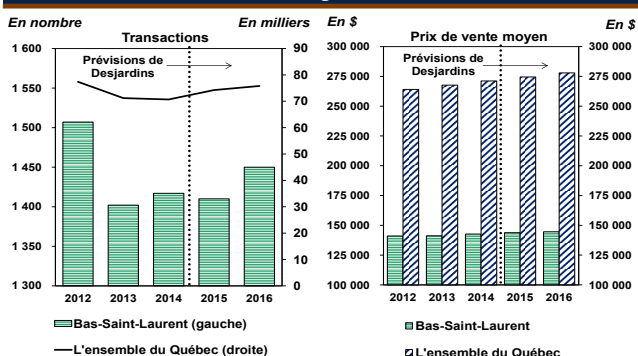 En nombre
En milliers
Transactions
1 600
1 550
1 500
1 450
1 400
1 350
1 300
90
80
70
60
50
40
30
20
10
0
Prévisions de
Desjardins
2012 2013 2014 2015 2016
Bas-Saint-Laurent (gauche)
L'ensemble du Québec (droite)
En $
En $
Prix de vente moyen
300 000
275 000
250 000
225 000
200 000
175 000
150 000
125 000
100 000
300 000
275 000
250 000
225 000
200 000
175 000
150 000
125 000
100 000
Prévisions de
Desjardins
2012 2013 2014 2015 2016
Bas-Saint-Laurent
L'ensemble du Québec